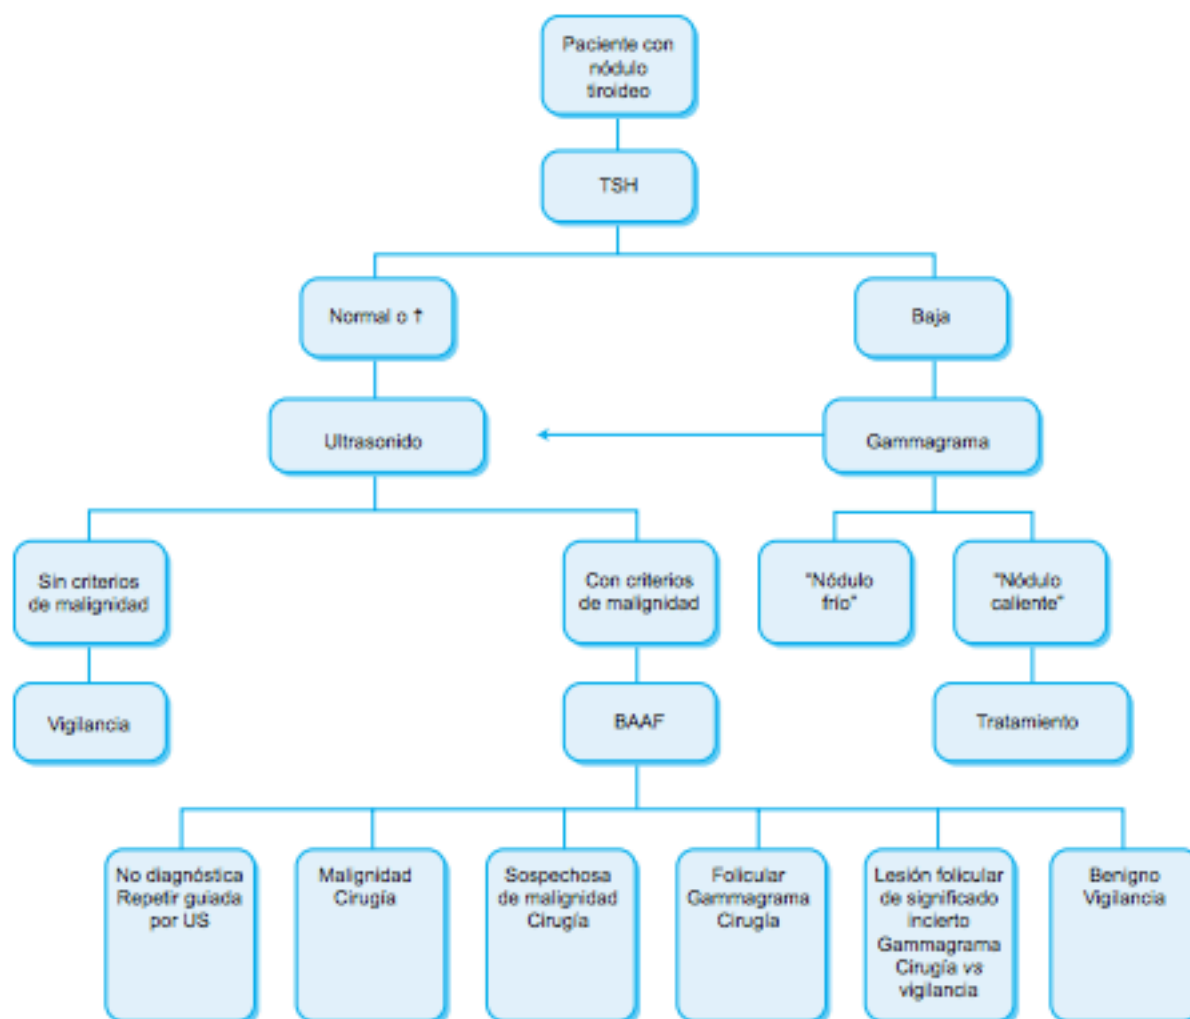 Paciente con
nódulo
tiroideo
TSH
Normal o ↑
Baja
Ultrasonido
Gammagrama
Sin criterios
de malignidad
Con criterios
de malignidad
"Nódulo
frío"
"Nódulo
caliente"
Vigilancia
BAAF
Tratamiento
No diagnóstica
Repetir guiada
por US
Malignidad
Cirugía
Sospechosa
de malignidad
Cirugía
Folicular
Gammagrama
Cirugía
Lesión folicular
de significado
incierto
Gammagrama
Cirugía vs
vigilancia
Benigno
Vigilancia